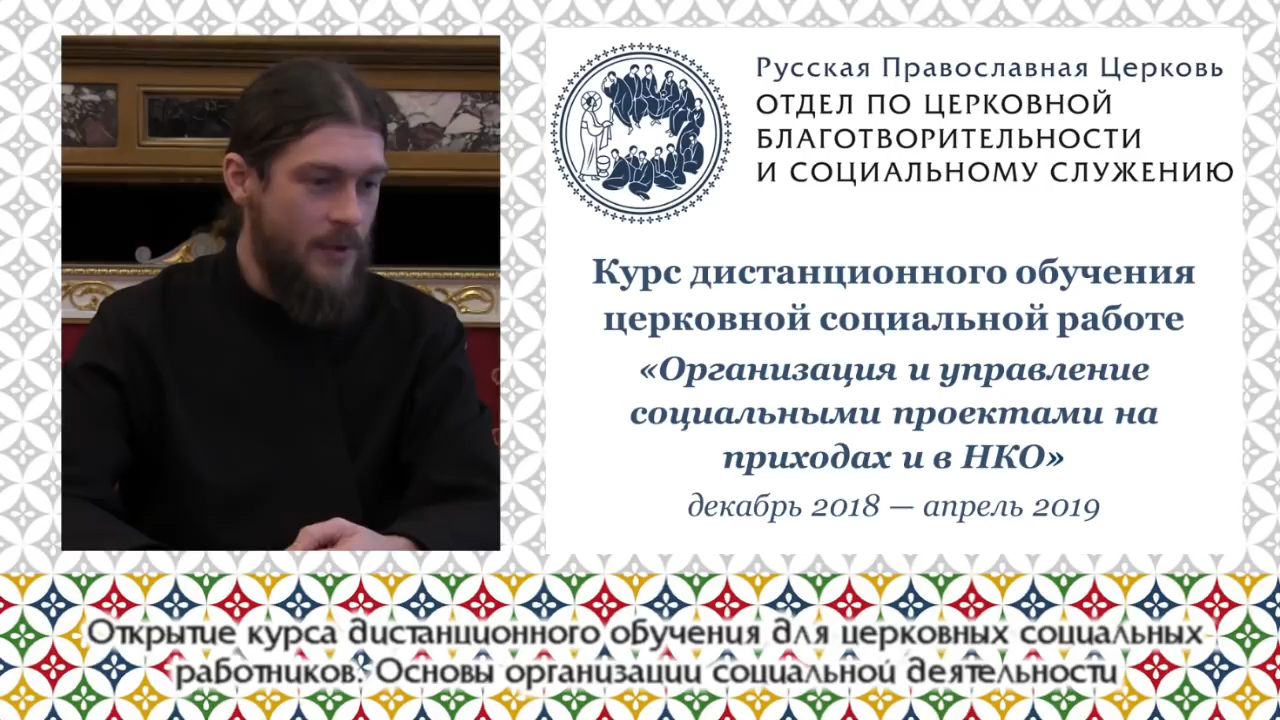 Русская Православная Церковь
ОТДЕЛ ПО ЦЕРКОВНОЙ
БЛАГОТВОРИТЕЛЬНОСТИ
И СОЦИАЛЬНОМУ СЛУЖЕНИЮ
Курс дистанционного обучения
церковной социальной работе
«Организация и управление
социальными проектами на
приходах и в НКО»
декабрь 2018 — апрель 2019
Открытие курса дистанционного обучения для церковных социальных
работников. Основы организации социальной деятельности